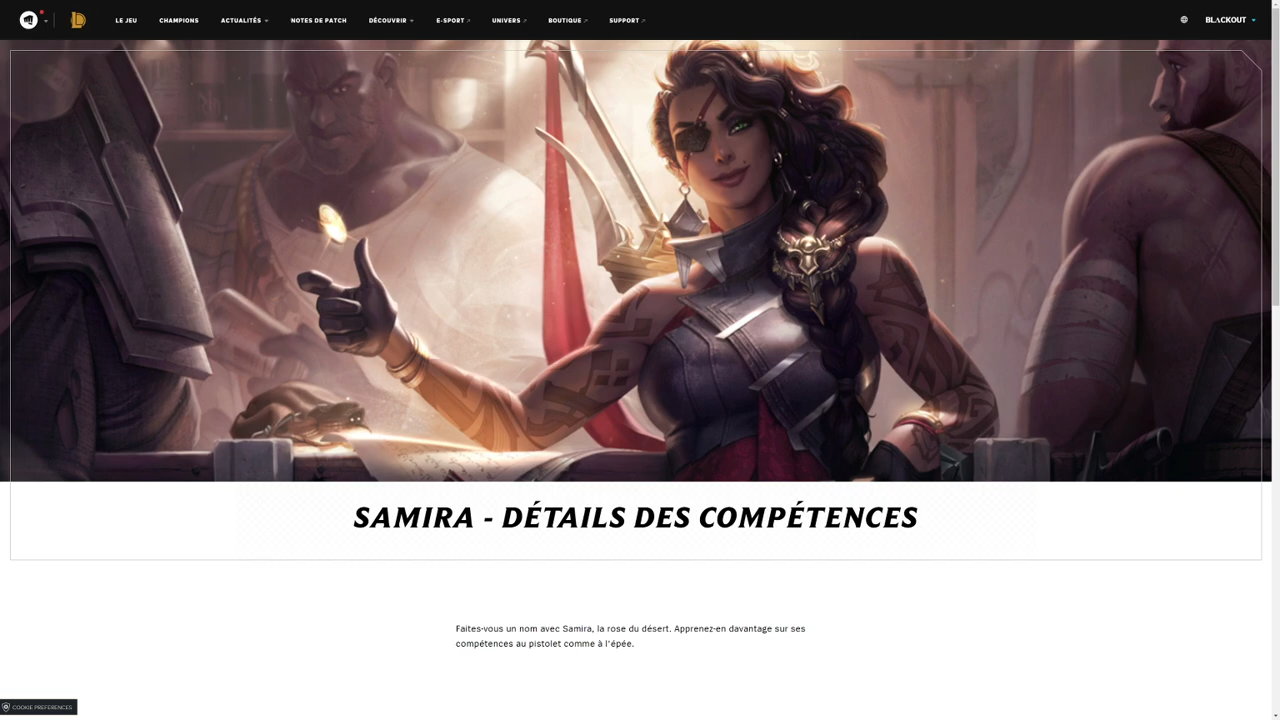 LE JEU CHAMPIONS ACTUALITÉS NOTES DE PATCH DÉCOUVRIR E-SPORT UNIVERS BOUTIQUE SUPPORT BLACKOUT
SAMIRA - DÉTAILS DES COMPÉTENCES
Faites-vous un nom avec Samira, la rose du désert. Apprenez-en davantage sur ses
compétences au pistolet comme à l'épée.
COOKIE PREFERENCES